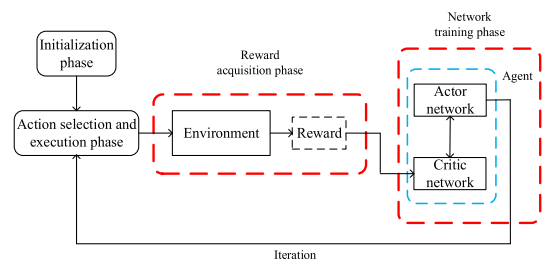 Initialization
phase
Action selection and
execution phase
Reward
acquisition phase
Environment
Reward
Network
training phase
Agent
Actor
network
Critic
network
Iteration